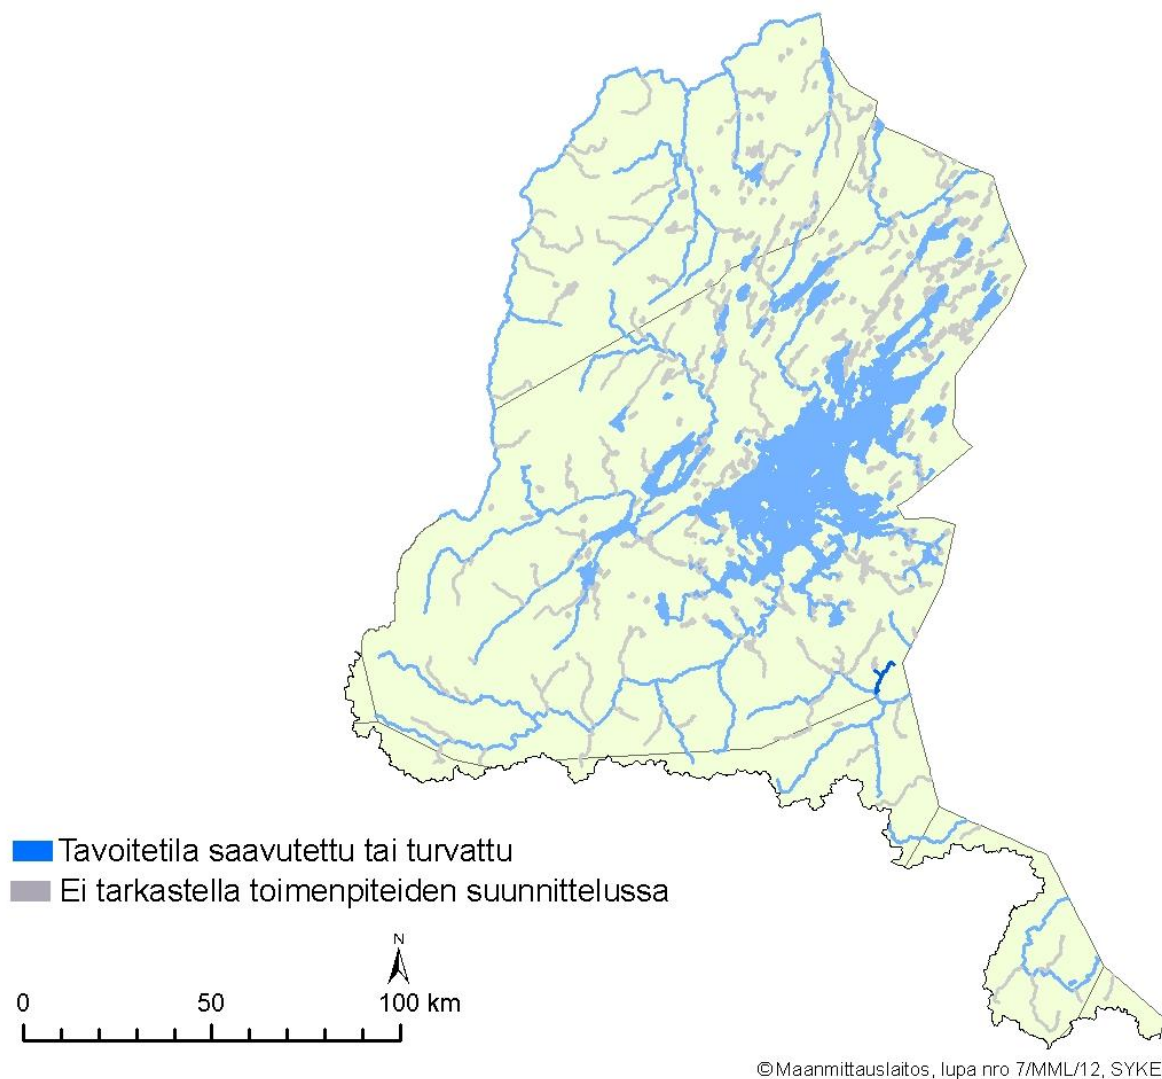 Tavoitetila saavutettu tai turvattu
Ei tarkastella toimenpiteiden suunnittelussa
N
0 50 100 km
©Maanmittauslaitos, lupa nro 7/MML/12, SYKE